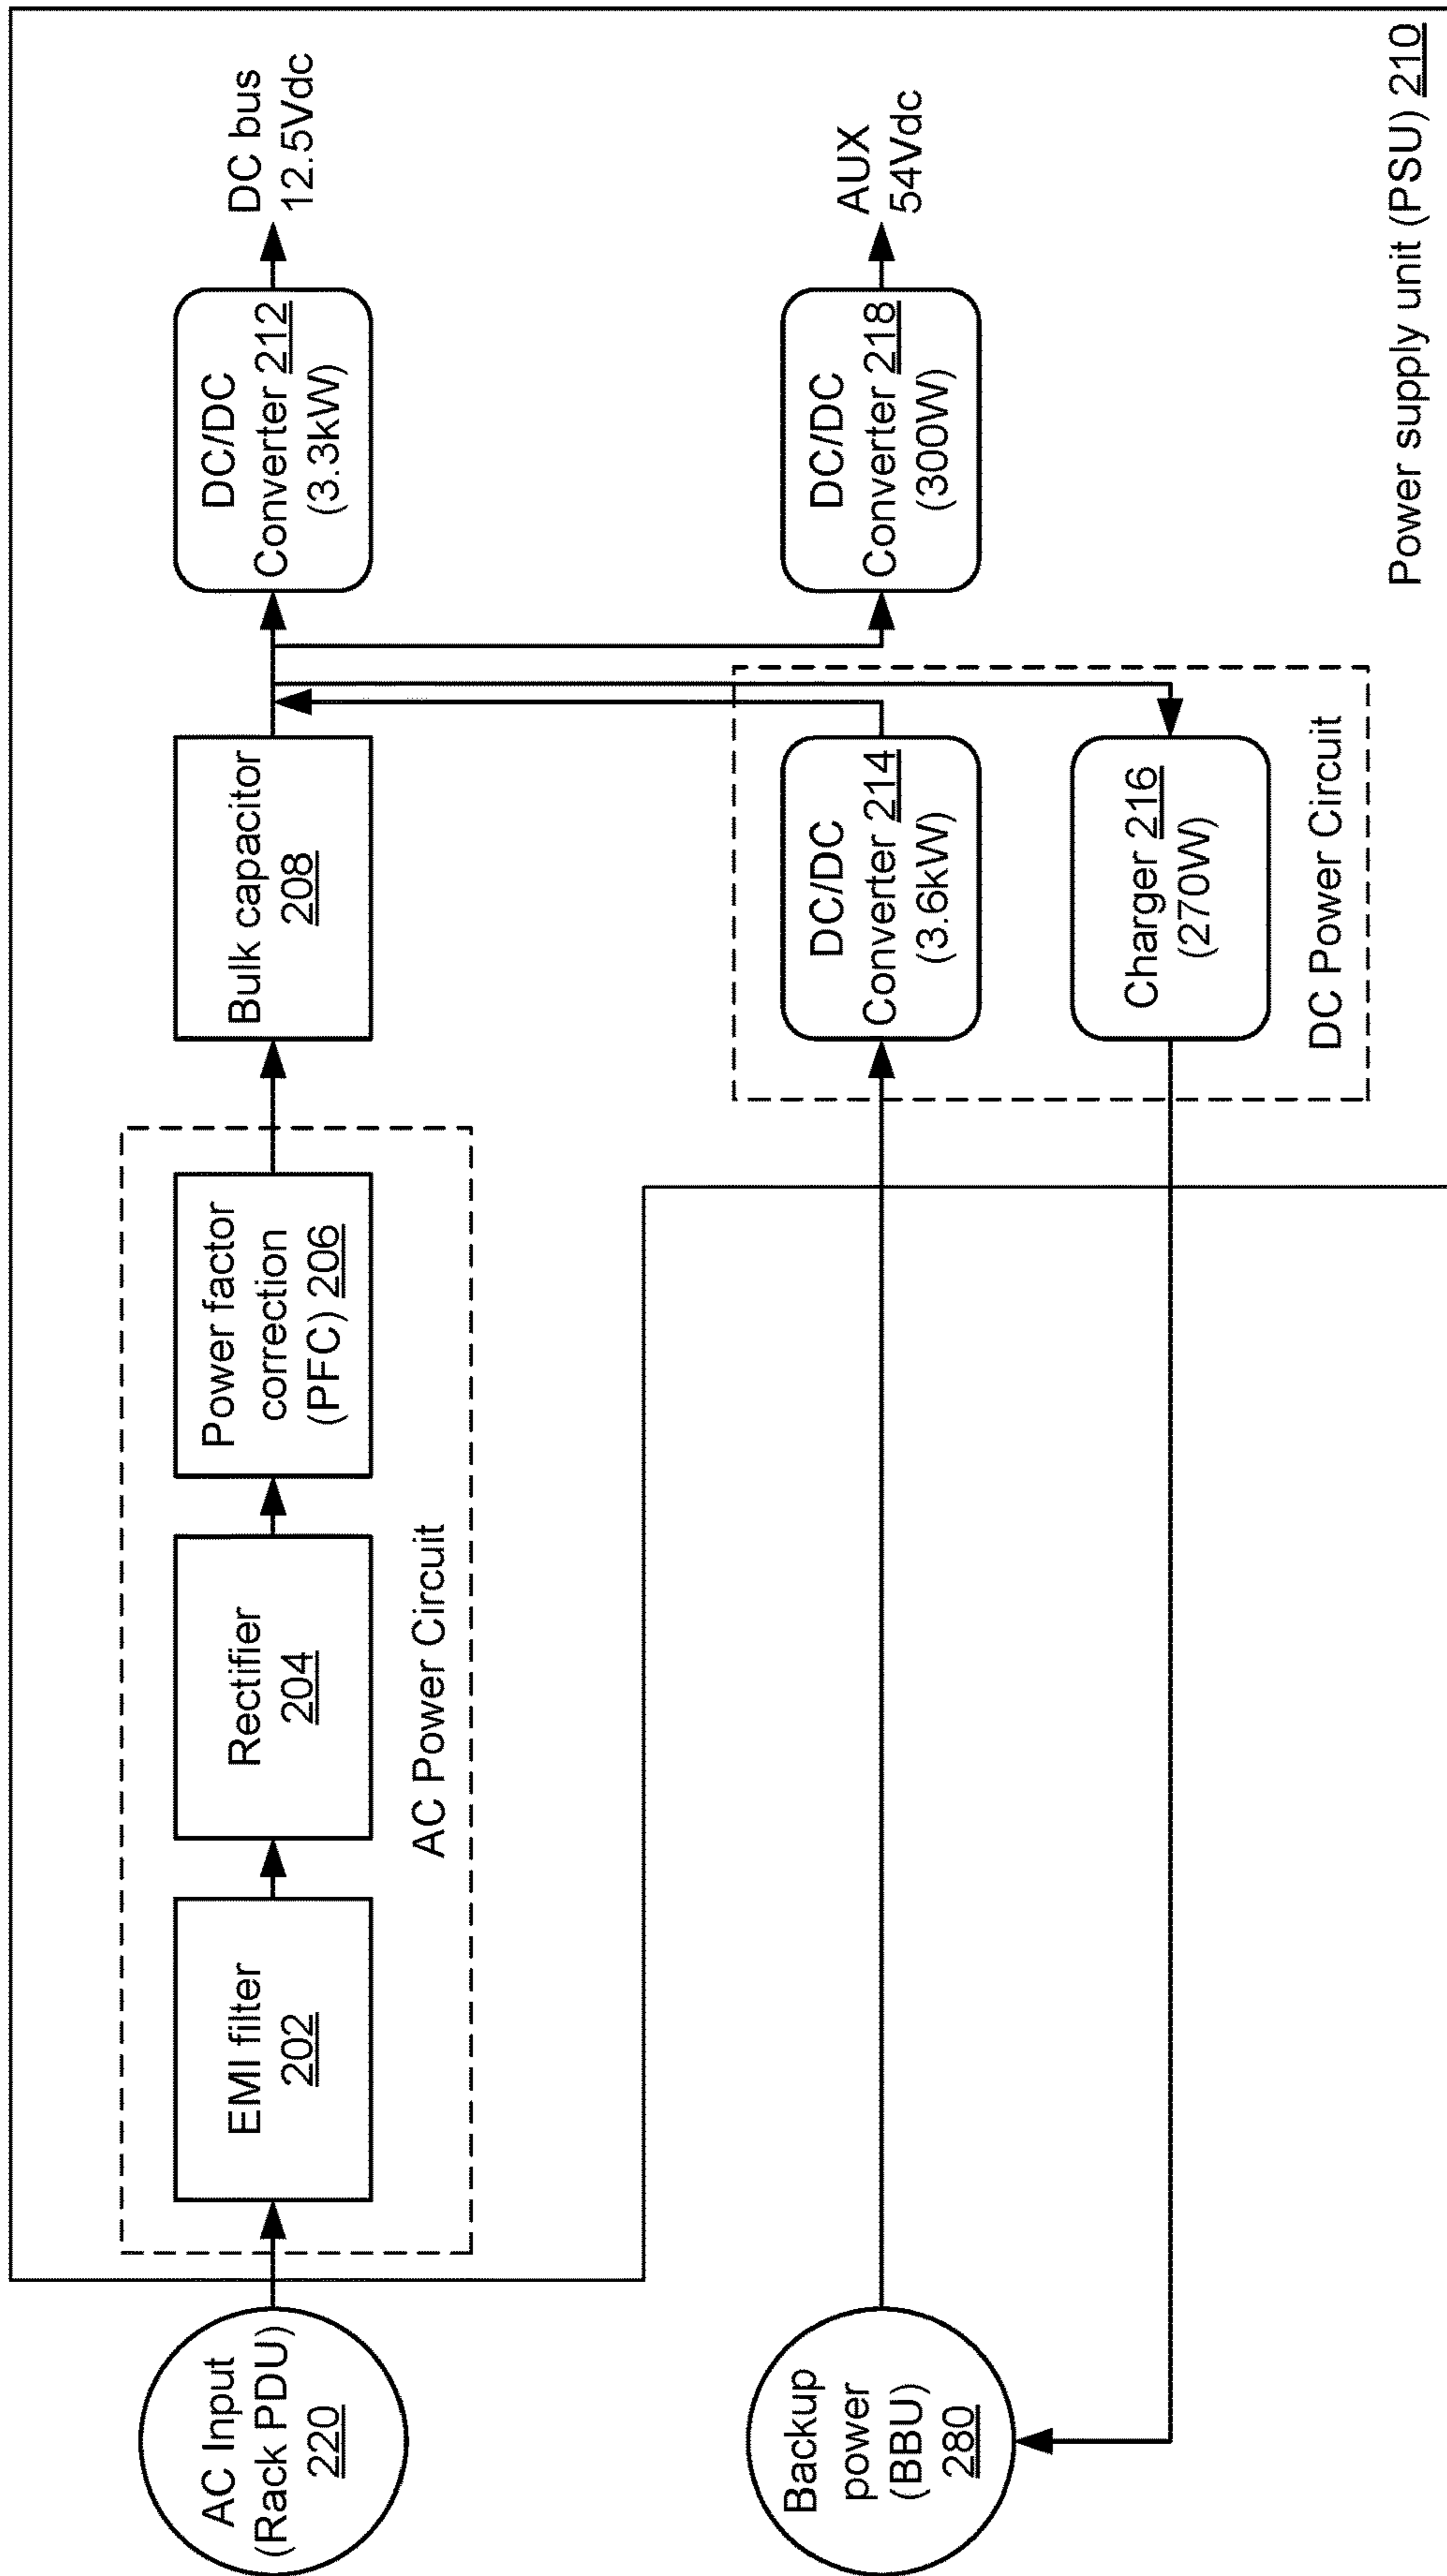 AC Input
(Rack PDU)
220
EMI filter
202
Rectifier
204
Power factor
correction
(PFC) 206
AC Power Circuit
Bulk capacitor
208
DC/DC
Converter 212
(3.3kW)
DC bus
12.5Vdc
Backup
power
(BBU)
280
DC/DC
Converter 214
(3.6kW)
Charger 216
(270W)
DC Power Circuit
DC/DC
Converter 218
(300W)
AUX
54Vdc
Power supply unit (PSU) 210